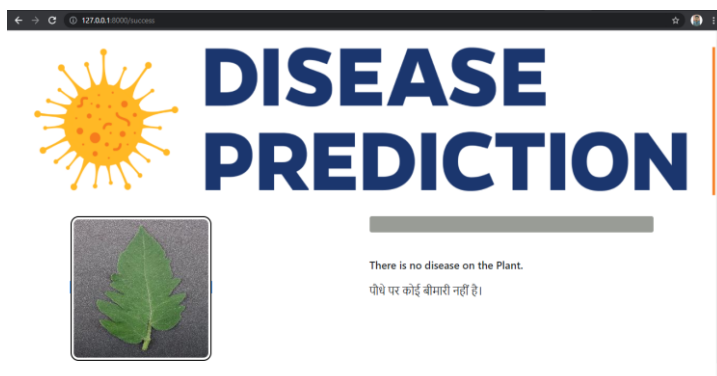 127.0.0.1:8000/success
DISEASE
PREDICTION
There is no disease on the Plant.
पोधे पर कोई बीमारी नहीं है।